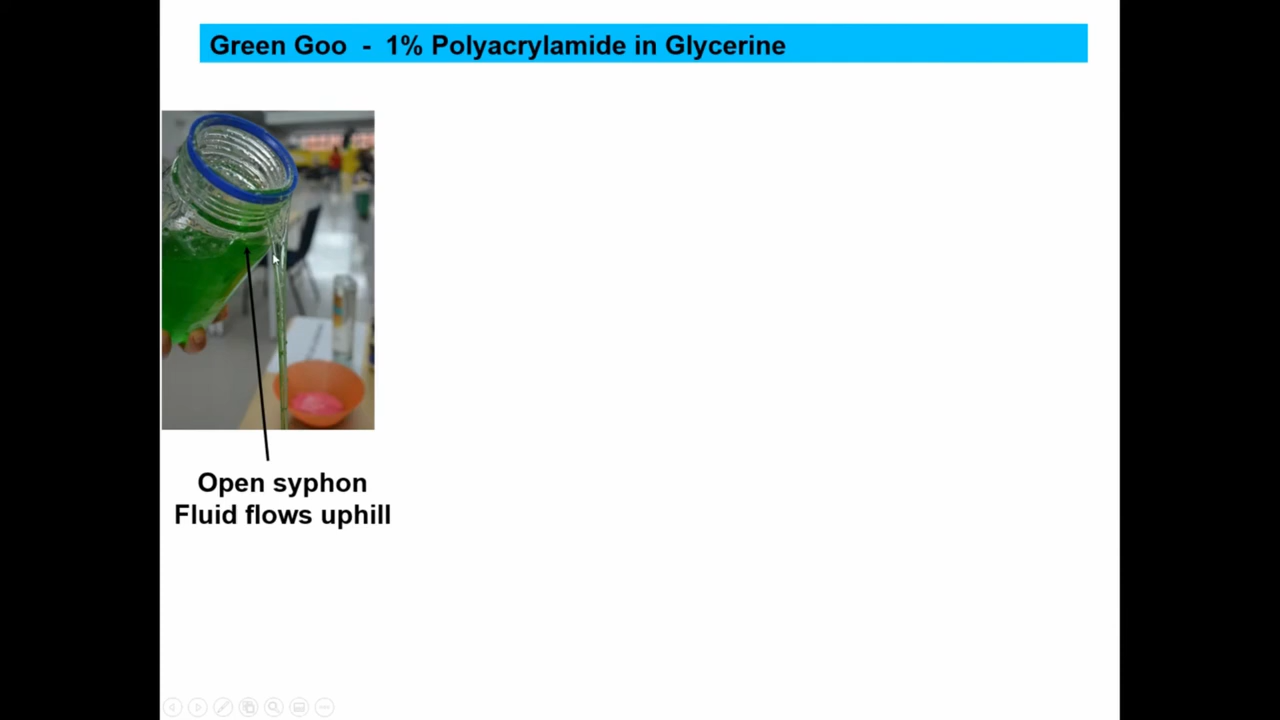 Green Goo - 1% Polyacrylamide in Glycerine
Open syphon
Fluid flows uphill